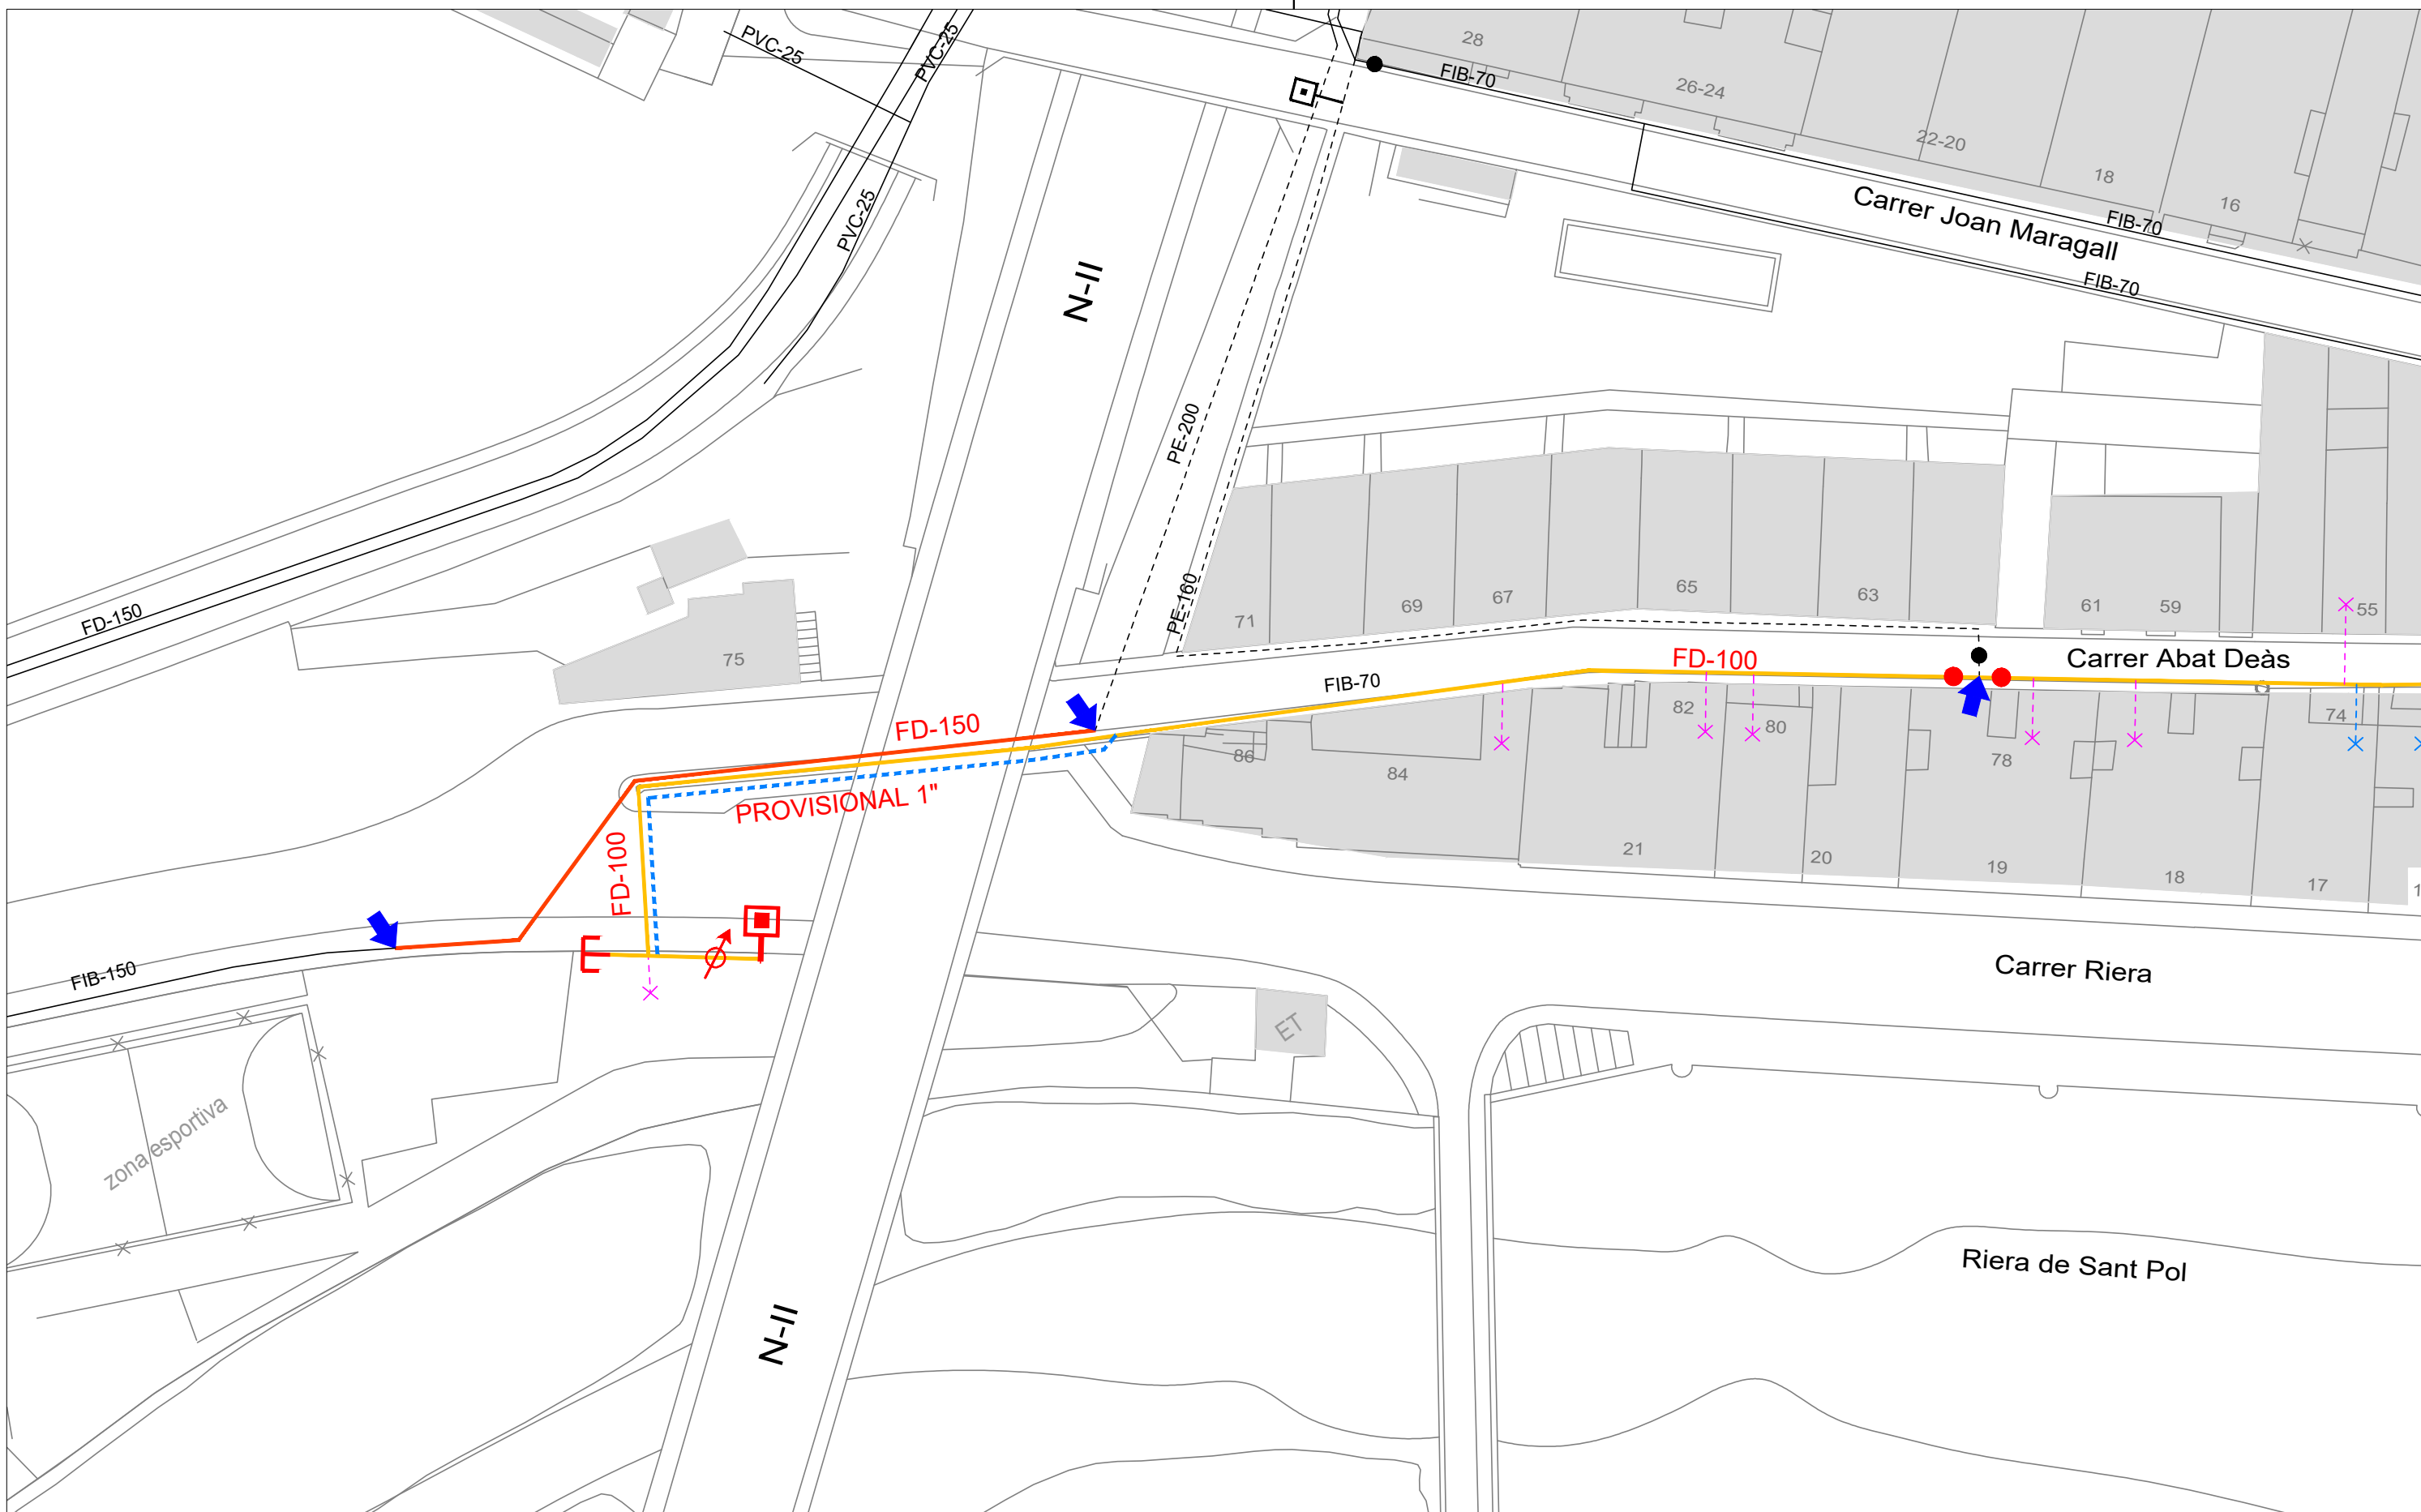 PVC-25
PVC-25
28
FIB-70
26-24
22-20
18
16
PVC-25
Carrer Joan Maragall
FIB-70
FIB-70
N-II
PE-200
PE-160
FD-150
75
71
69
67
65
63
61
59
55
FD-100
Carrer Abat Deàs
FIB-70
FD-150
86
84
82
80
78
74
PROVISIONAL 1"
FD-100
21
20
19
18
17
FIB-150
Carrer Riera
ET
zona esportiva
Riera de Sant Pol
N-II